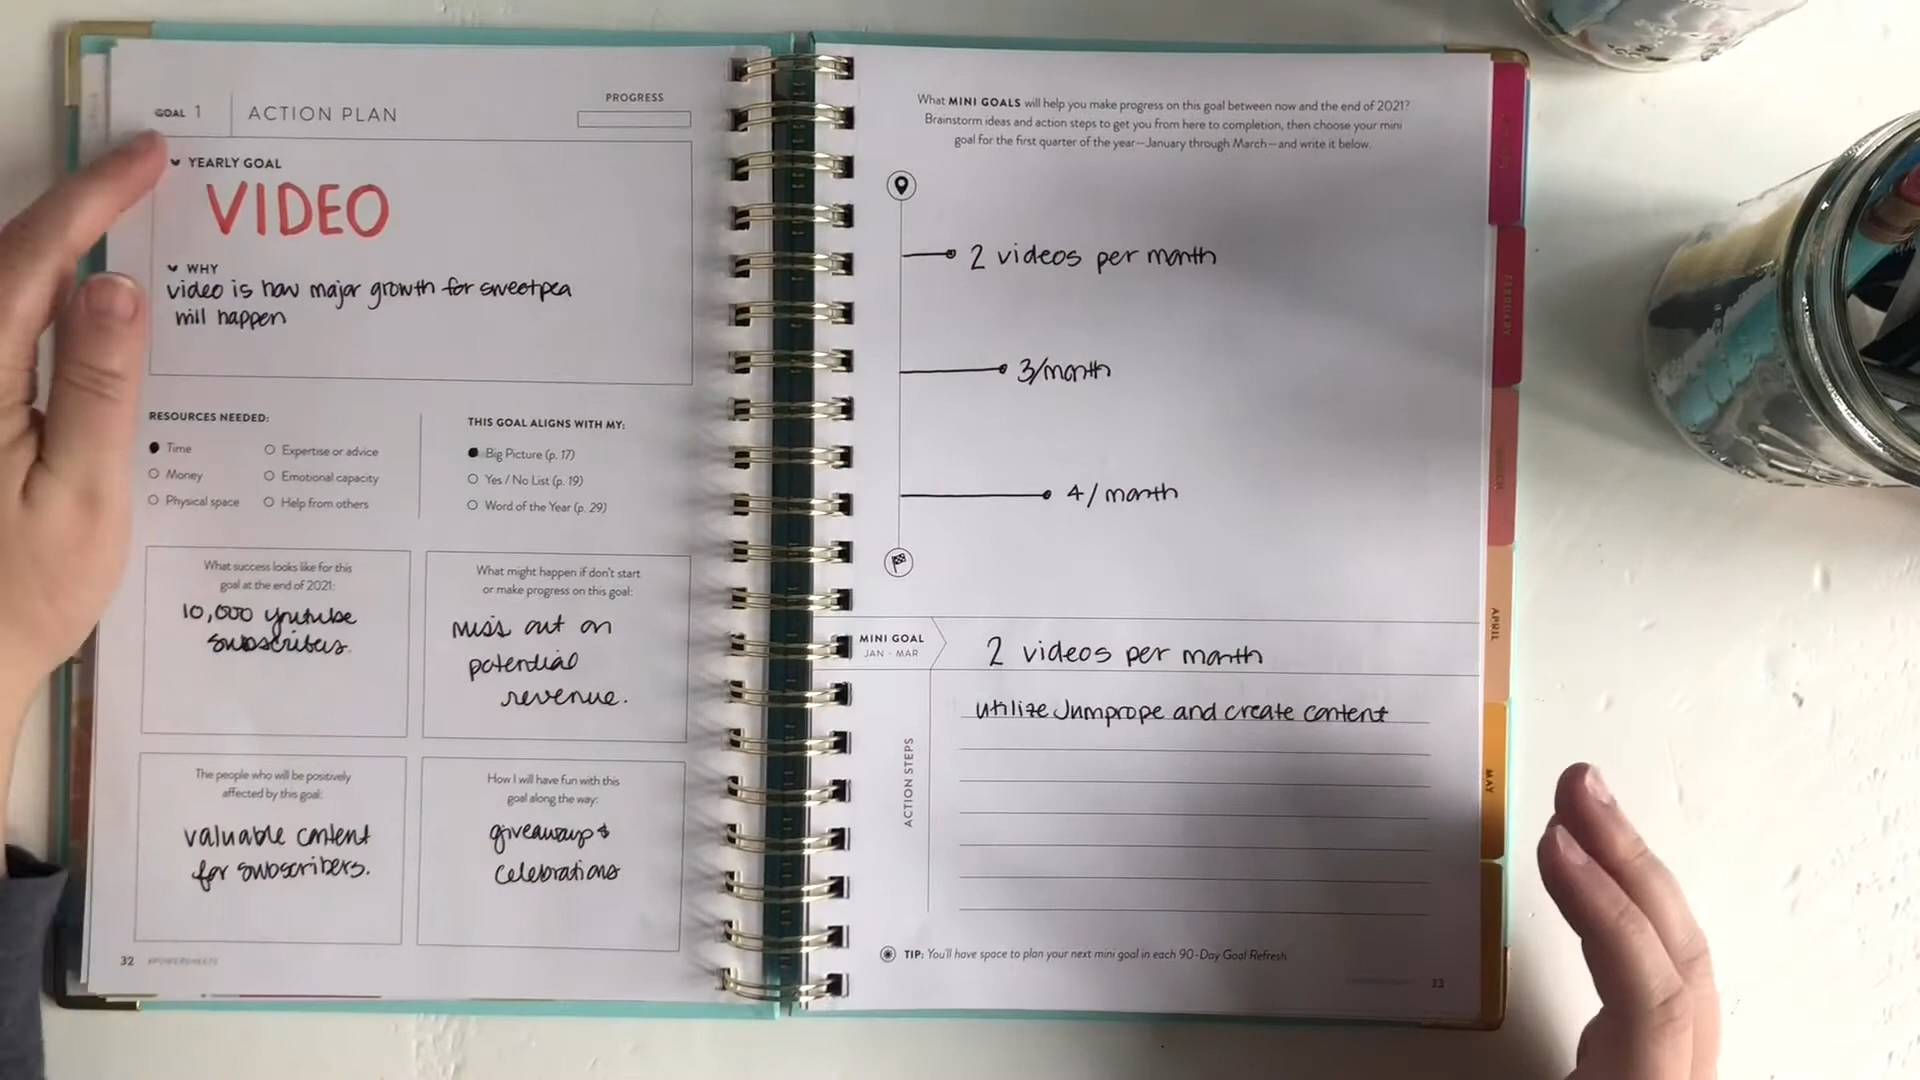 GOAL 1
ACTION PLAN
PROGRESS
YEARLY GOAL
VIDEO
WHY
video is how major growth for sweetpea
will happen
RESOURCES NEEDED:
Time
Money
Physical space
Expertise or advice
Emotional capacity
Help from others
THIS GOAL ALIGNS WITH MY:
Big Picture (p. 17)
Yes / No List (p. 19)
Word of the Year (p. 29)
What success looks like for this
goal at the end of 2021:
10,000 youtube
subscribers.
What might happen if don't start
or make progress on this goal:
miss out on
potential
revenue.
The people who will be positively
affected by this goal:
valuable content
for subscribers.
How I will have fun with this
goal along the way:
giveaways &
celebrations
32 #POWERSHEETS
What MINI GOALS will help you make progress on this goal between now and the end of 2021?
Brainstorm ideas and action steps to get you from here to completion, then choose your mini
goal for the first quarter of the year—January through March—and write it below.
2 videos per month
3/month
4/month
MINI GOAL
JAN - MAR
2 videos per month
ACTION STEPS
utilize Jumprope and create content
TIP: You'll have space to plan your next mini goal in each 90-Day Goal Refresh.
33
FEBRUARY
MARCH
APRIL
MAY